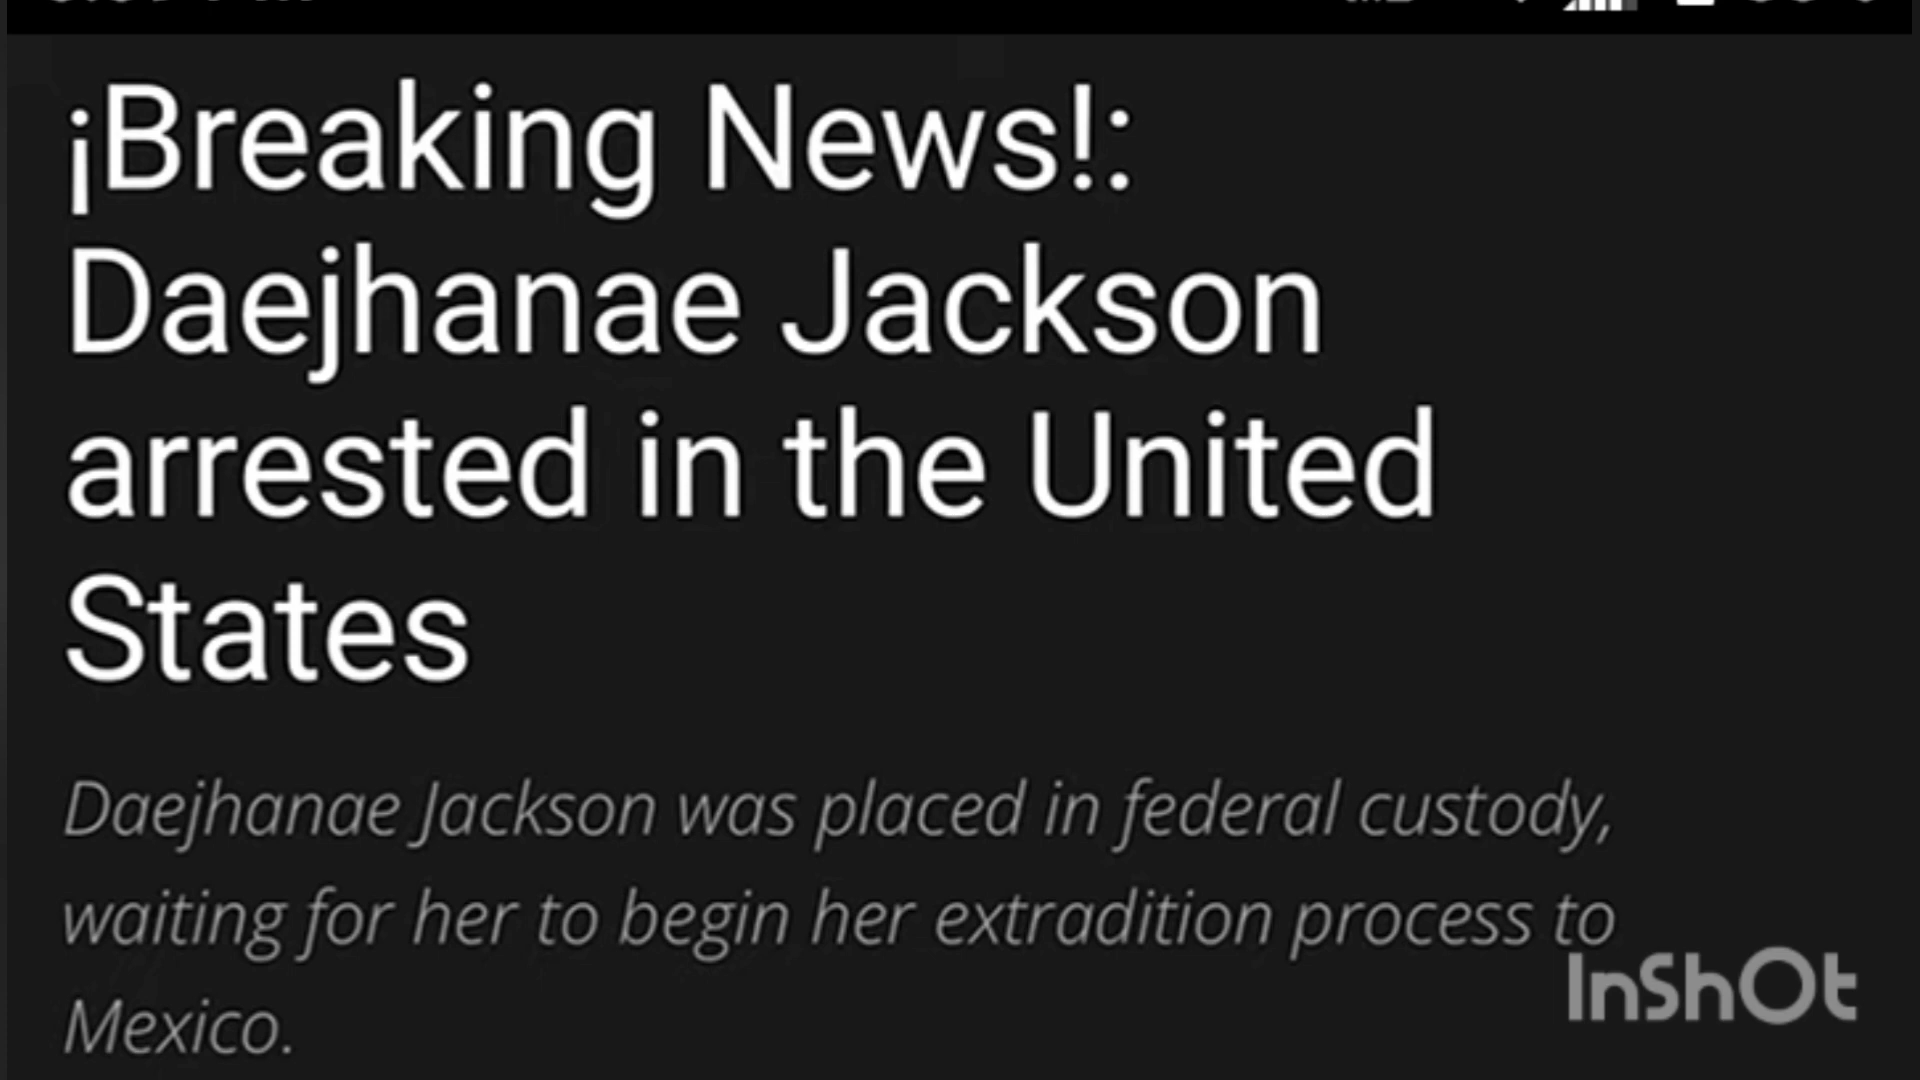 ¡Breaking News!:
Daejhanae Jackson
arrested in the United
States
Daejhanae Jackson was placed in federal custody,
waiting for her to begin her extradition process to
Mexico.
InShOt